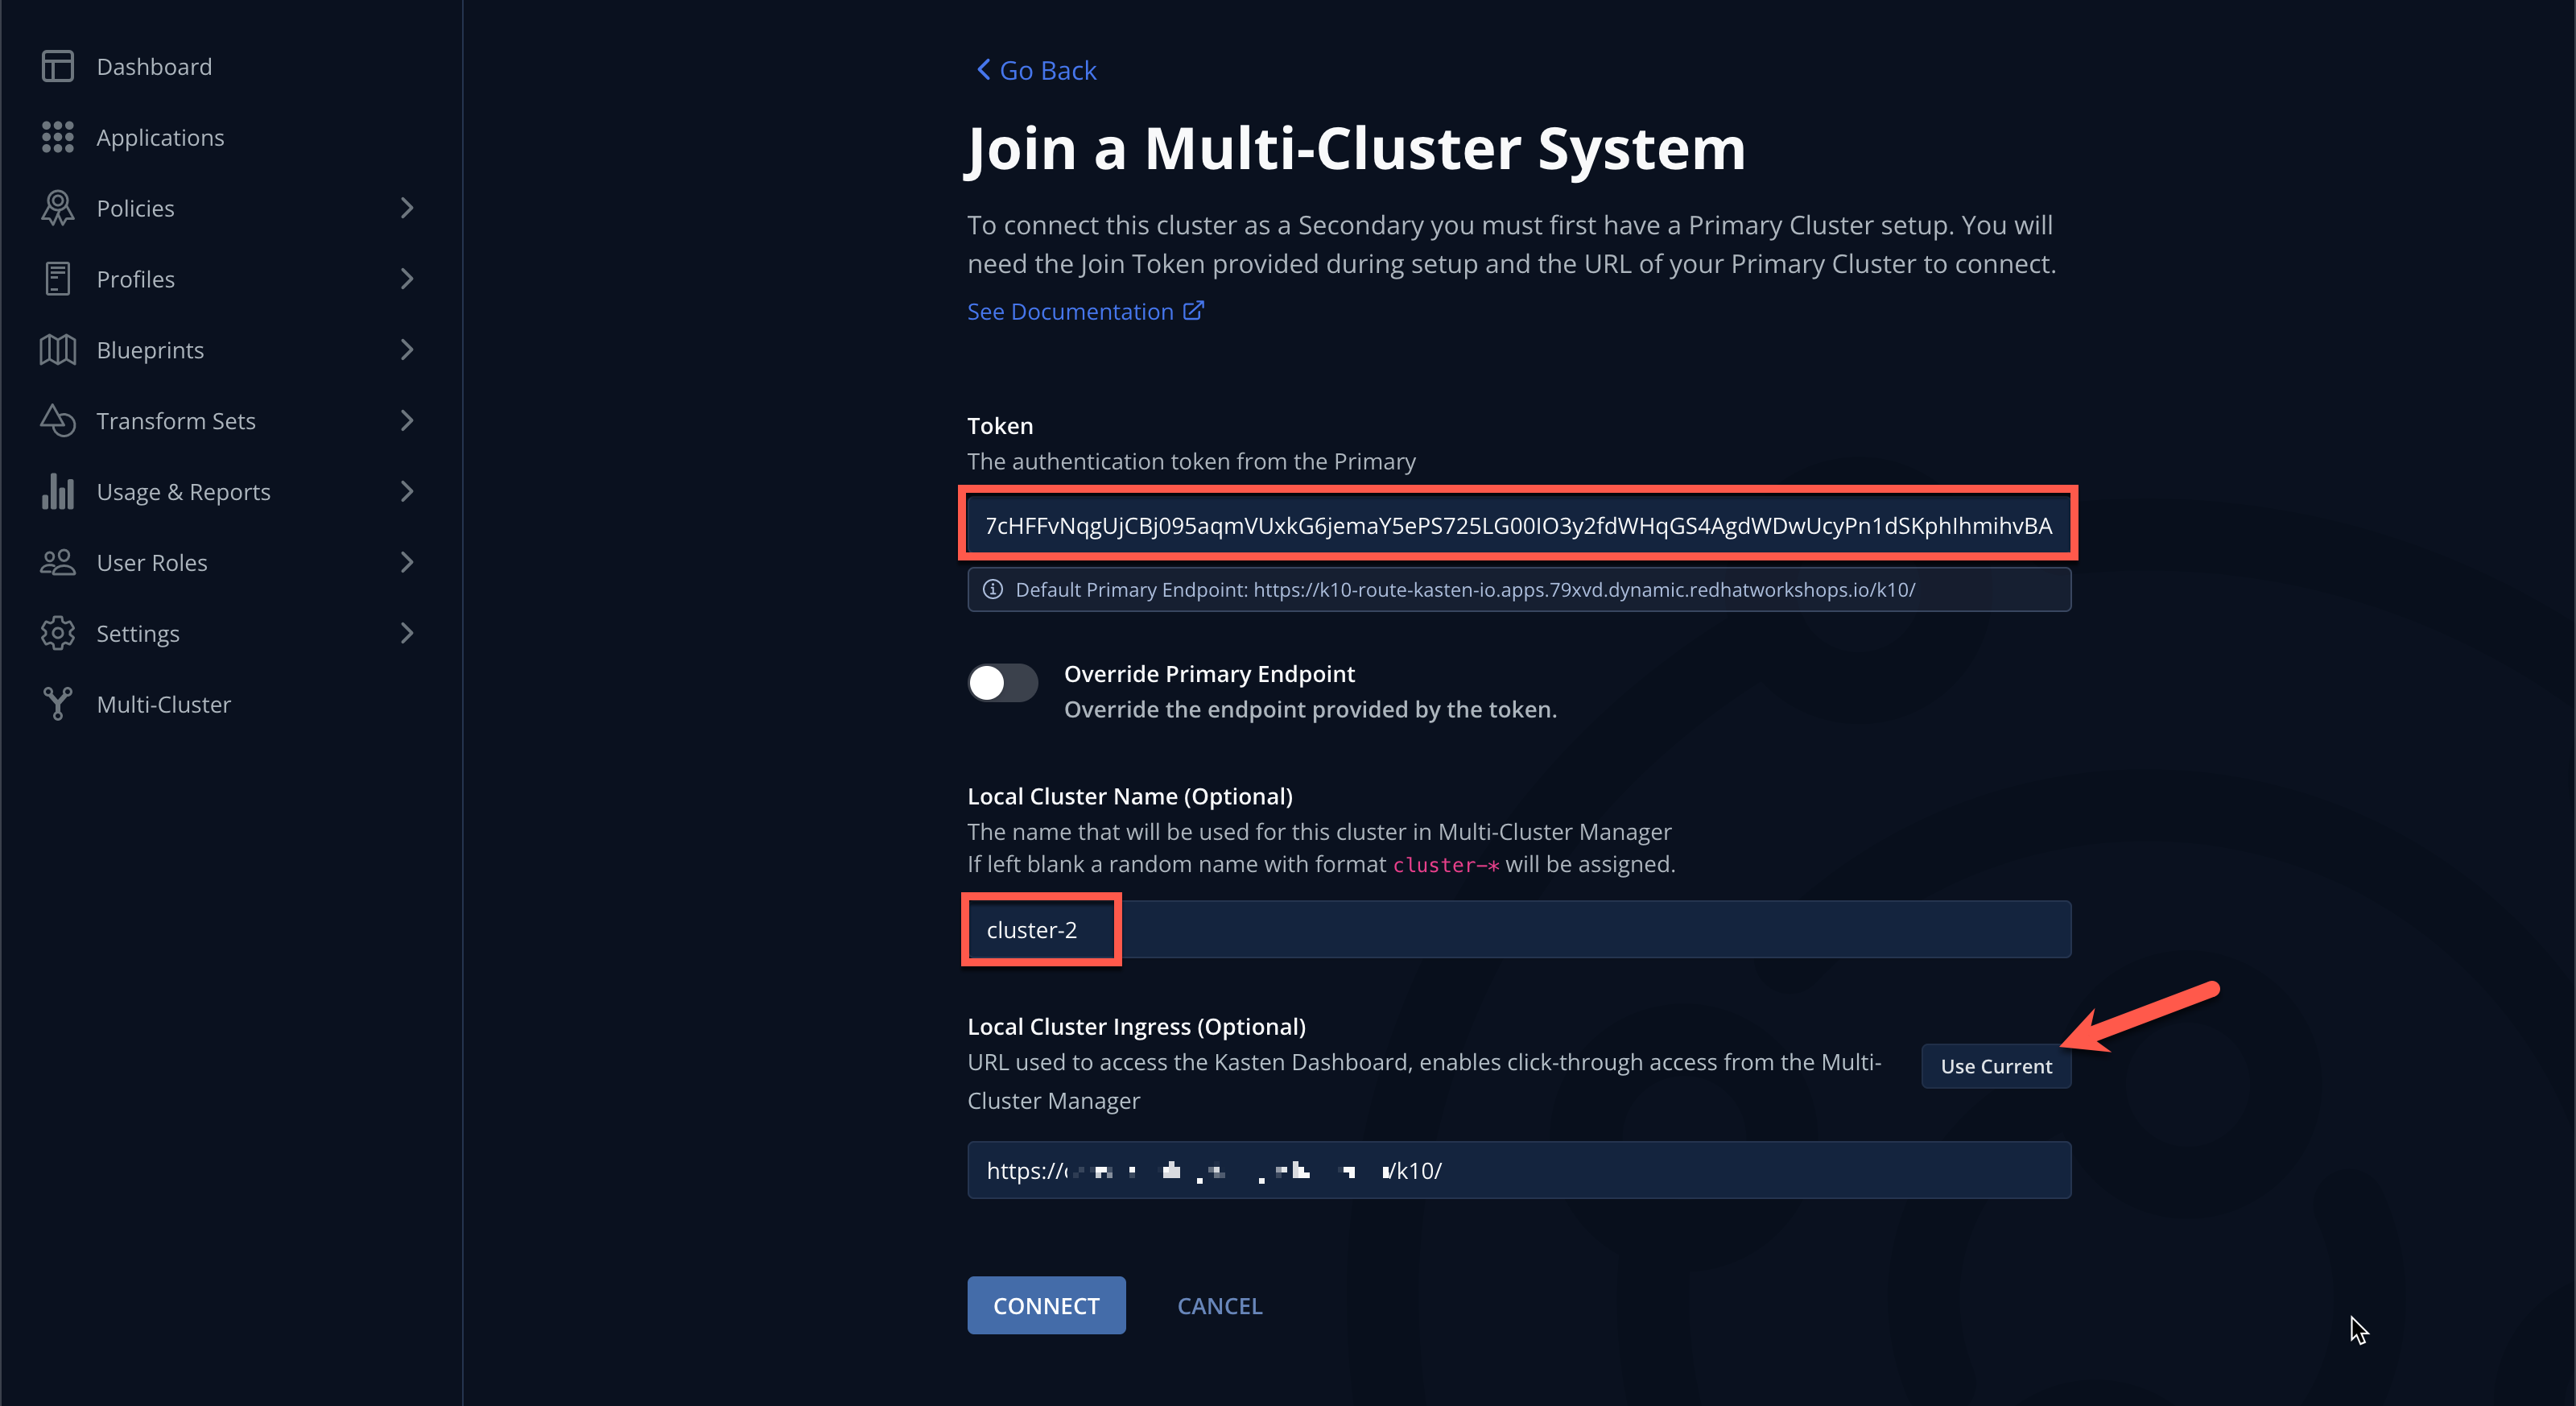 Dashboard
Applications
Policies
Profiles
Blueprints
Transform Sets
Usage & Reports
User Roles
Settings
Multi-Cluster
Go Back
Join a Multi-Cluster System
To connect this cluster as a Secondary you must first have a Primary Cluster setup. You will
need the Join Token provided during setup and the URL of your Primary Cluster to connect.
See Documentation
Token
The authentication token from the Primary
7cHFFvNqgUjCBj095aqmVUxkG6jemaY5ePS725LG00IO3y2fdWHqGS4AgdWDwUcyPn1dSKphIhmihvBA
Default Primary Endpoint: https://k10-route-kasten-io.apps.79xvd.dynamic.redhatworkshops.io/k10/
Override Primary Endpoint
Override the endpoint provided by the token.
Local Cluster Name (Optional)
The name that will be used for this cluster in Multi-Cluster Manager
If left blank a random name with format cluster-* will be assigned.
cluster-2
Local Cluster Ingress (Optional)
URL used to access the Kasten Dashboard, enables click-through access from the Multi-
Cluster Manager
Use Current
https:// /k10/
CONNECT
CANCEL